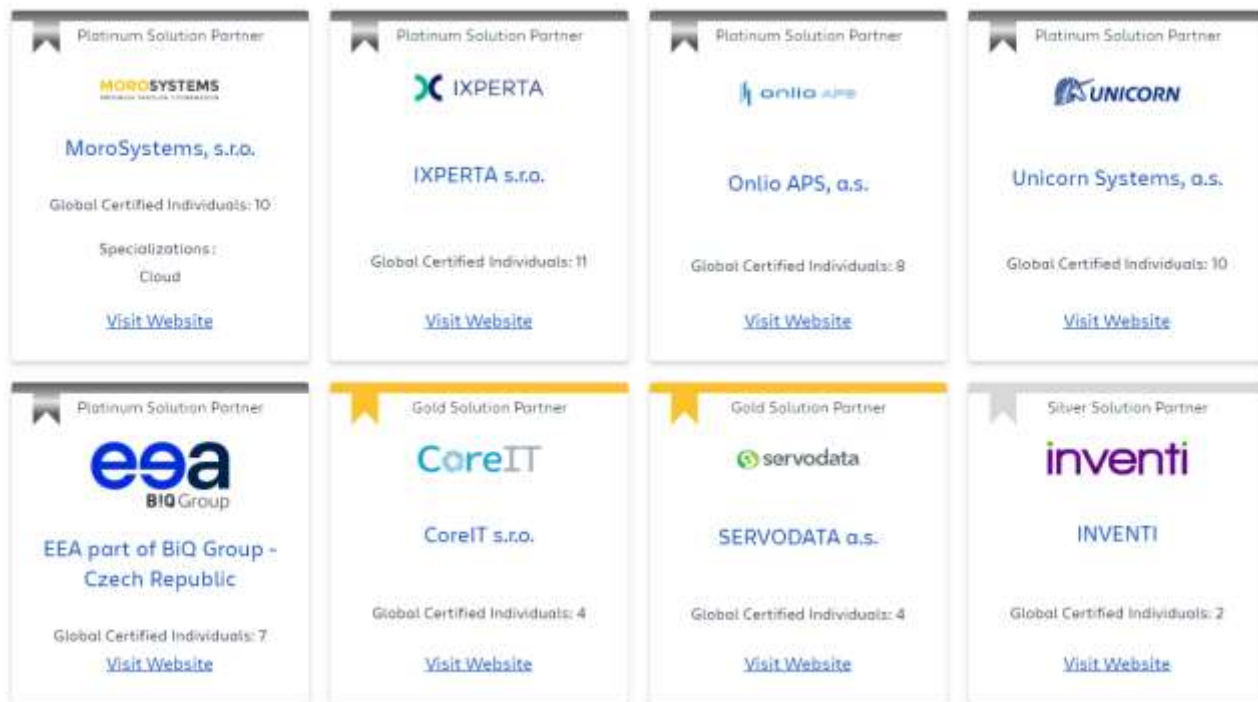 Platinum Solution Partner
MOROSYSTEMS
MoroSystems, s.r.o.
Global Certified Individuals: 10
Specializations :
Cloud
Visit Website
Platinum Solution Partner
IXPERTA
IXPERTA s.r.o.
Global Certified Individuals: 11
Visit Website
Platinum Solution Partner
onlio APS
Onlio APS, a.s.
Global Certified Individuals: 8
Visit Website
Platinum Solution Partner
UNICORN
Unicorn Systems, a.s.
Global Certified Individuals: 10
Visit Website
Platinum Solution Partner
eea
BiQ Group
EEA part of BiQ Group -
Czech Republic
Global Certified Individuals: 7
Visit Website
Gold Solution Partner
CoreIT
CoreIT s.r.o.
Global Certified Individuals: 4
Visit Website
Gold Solution Partner
servodata
SERVODATA a.s.
Global Certified Individuals: 4
Visit Website
Silver Solution Partner
inventi
INVENTI
Global Certified Individuals: 2
Visit Website